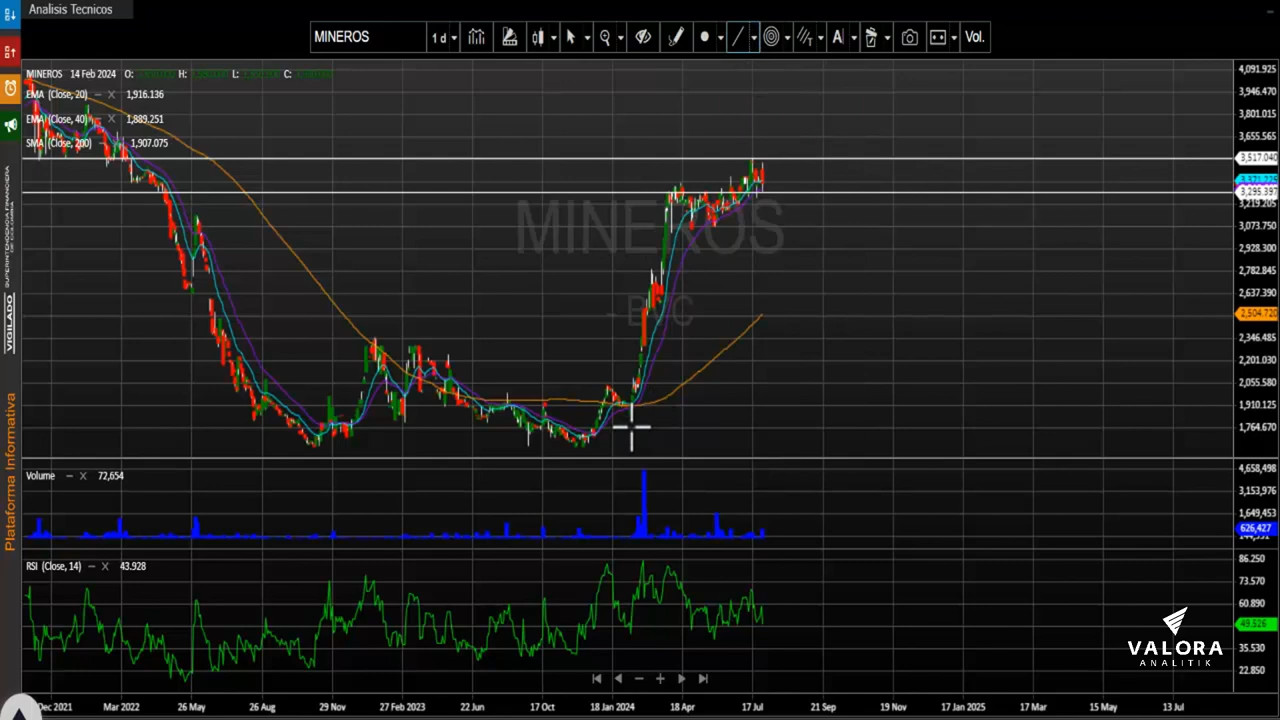 Analisis Tecnicos
MINEROS
1 d
Vol.
MINEROS 14 Feb 2024 O: H: L: C:
EMA (Close, 20) 1,916.136
EMA (Close, 40) 1,889.251
SMA (Close, 200) 1,907.075
4,091.925
3,946.470
3,801.015
3,655.565
3,517.040
3,295.397
3,219.205
3,073.750
2,928.300
2,782.845
2,637.390
2,504.720
2,346.485
2,201.030
2,055.580
1,910.125
1,764.670
MINEROS
Volume 72,654
4,658,498
3,153,976
1,649,453
626,427
RSI (Close, 14) 43.928
86.250
73.570
60.890
49.526
35.530
22.850
Dec 2021
Mar 2022
26 May
26 Aug
29 Nov
27 Feb 2023
22 Jun
17 Oct
18 Jan 2024
18 Apr
17 Jul
21 Sep
19 Nov
17 Jan 2025
17 Mar
15 May
13 Jul
VIGILADO
Plataforma Informativa
VALORA
ANALITIK